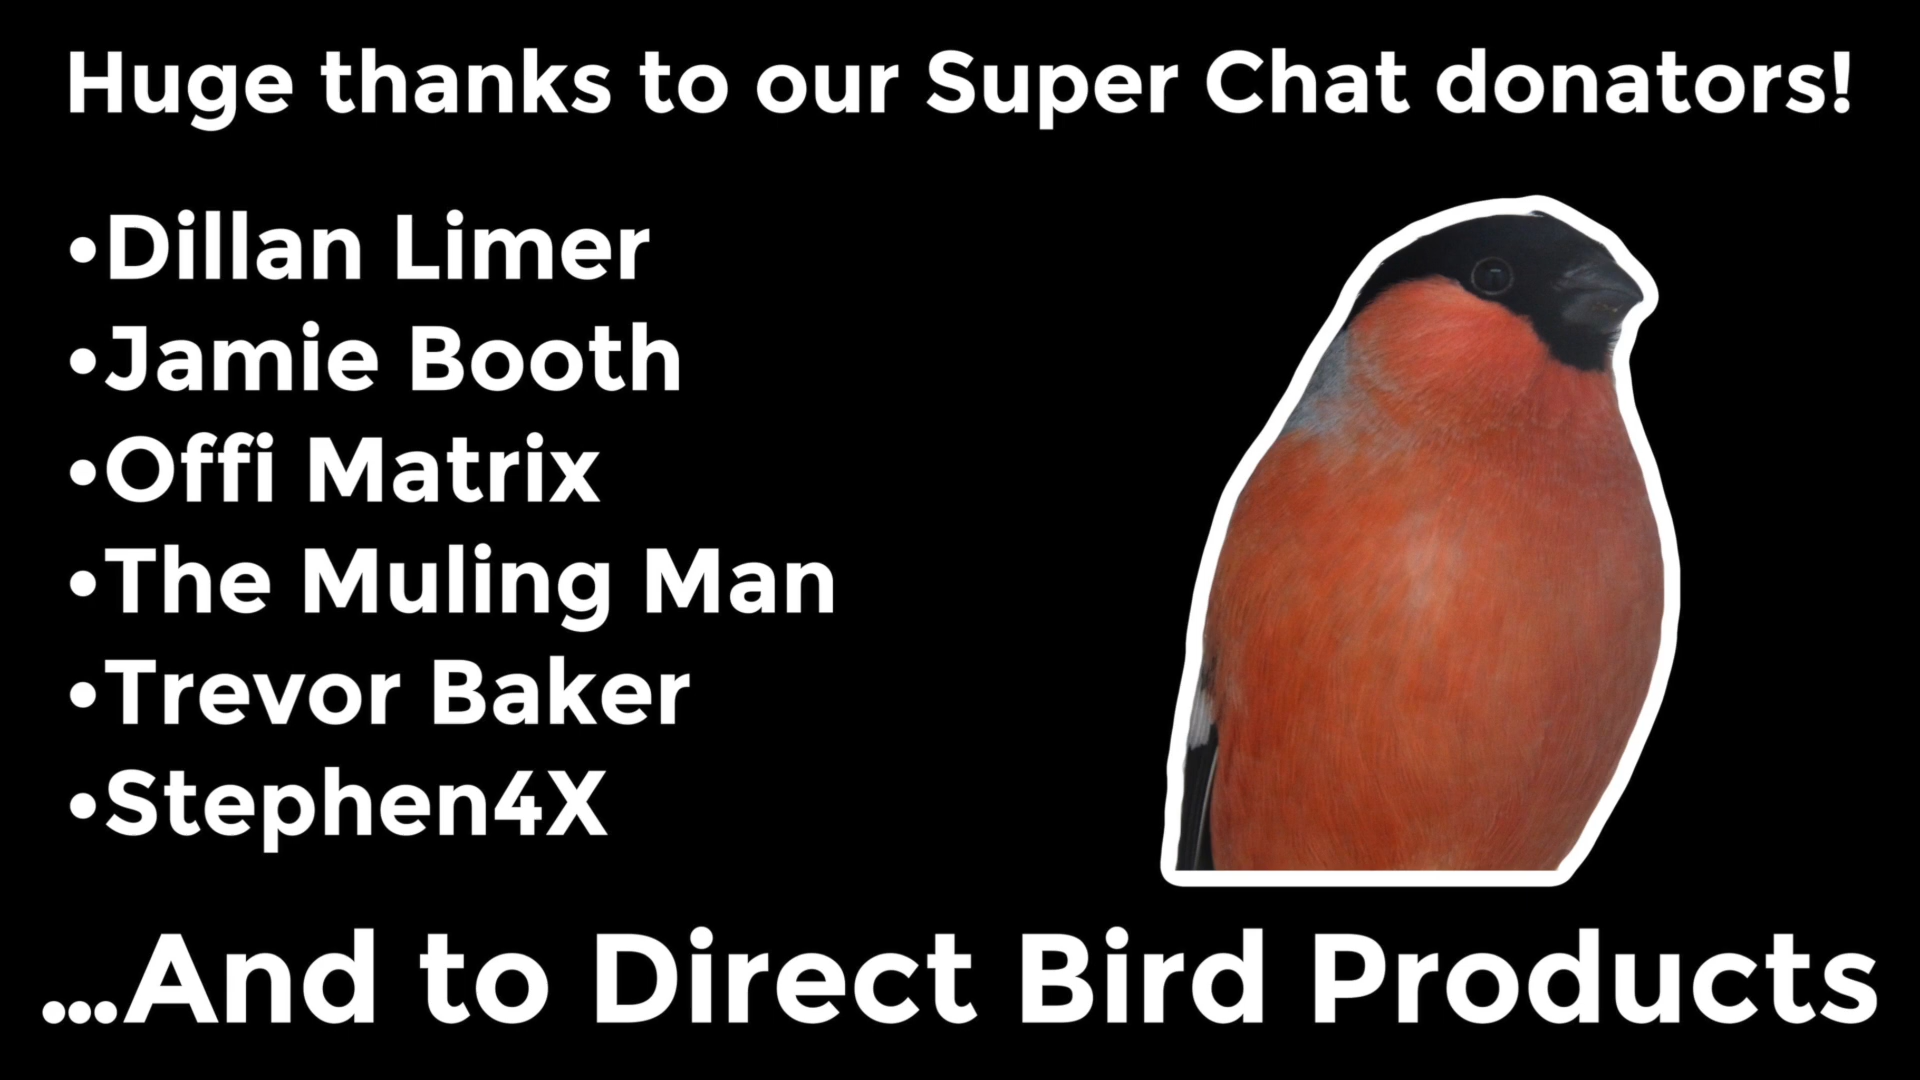 Huge thanks to our Super Chat donators!
•Dillan Limer
•Jamie Booth
•Offi Matrix
•The Muling Man
•Trevor Baker
•Stephen4X
...And to Direct Bird Products